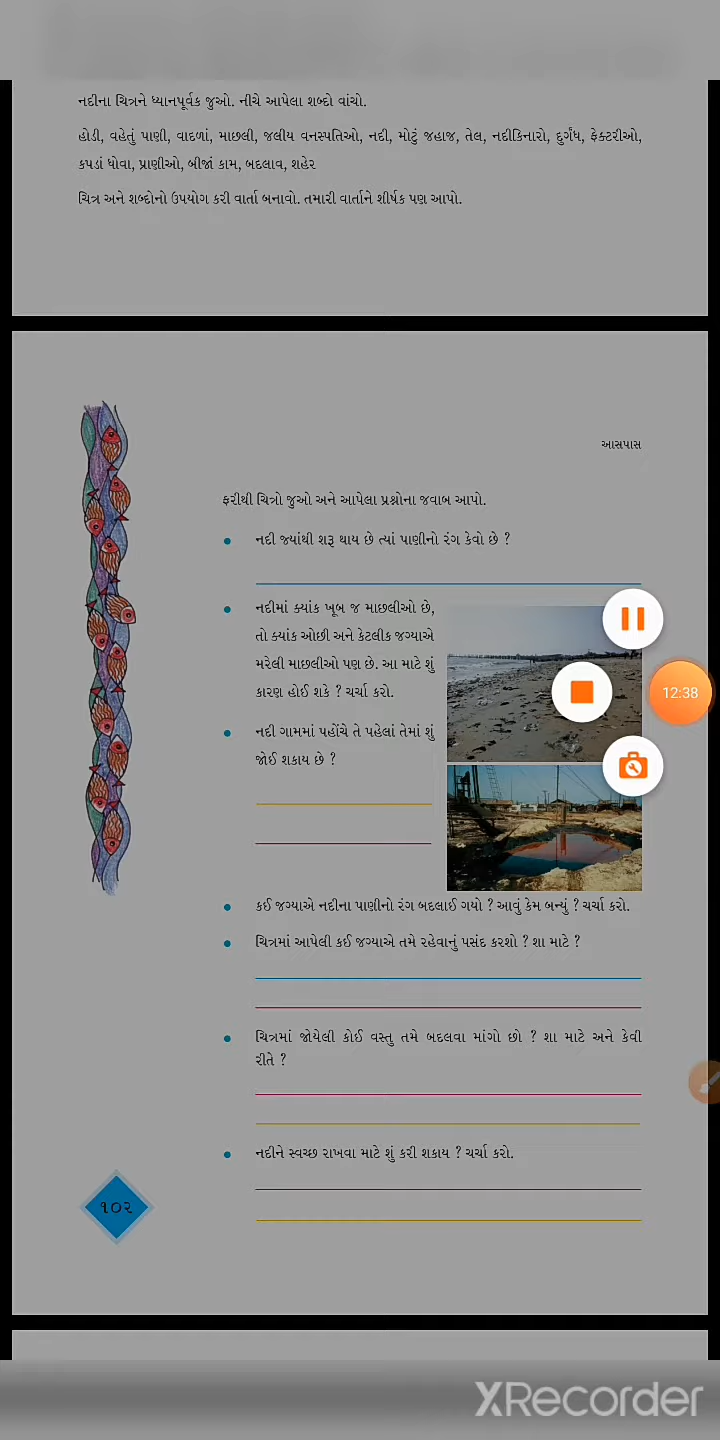 નદીના ચિત્રને ધ્યાનપૂર્વક જુઓ. નીચે આપેલા શબ્દો વાંચો.
હોડી, વહેતું પાણી, વાદળાં, માછલી, જલીય વનસ્પતિઓ, નદી, મોટું જહાજ, તેલ, નદીકિનારો, દુર્ગંધ, ફેક્ટરીઓ,
કપડાં ધોવા, પ્રાણીઓ, બીજાં કામ, બદલાવ, શહેર
ચિત્ર અને શબ્દોનો ઉપયોગ કરી વાર્તા બનાવો. તમારી વાર્તાને શીર્ષક પણ આપો.
આસપાસ
ફરીથી ચિત્રો જુઓ અને આપેલા પ્રશ્નોના જવાબ આપો.
• નદી જ્યાંથી શરૂ થાય છે ત્યાં પાણીનો રંગ કેવો છે ?
• નદીમાં ક્યાંક ખૂબ જ માછલીઓ છે,
તો ક્યાંક ઓછી અને કેટલીક જગ્યાએ
મરેલી માછલીઓ પણ છે. આ માટે શું
કારણ હોઈ શકે ? ચર્ચા કરો.
• નદી ગામમાં પહોંચે તે પહેલાં તેમાં શું
જોઈ શકાય છે ?
12:38
• કઈ જગ્યાએ નદીના પાણીનો રંગ બદલાઈ ગયો ? આવું કેમ બન્યું ? ચર્ચા કરો.
• ચિત્રમાં આપેલી કઈ જગ્યાએ તમે રહેવાનું પસંદ કરશો ? શા માટે ?
• ચિત્રમાં જોયેલી કોઈ વસ્તુ તમે બદલવા માંગો છો ? શા માટે અને કેવી
રીતે ?
• નદીને સ્વચ્છ રાખવા માટે શું કરી શકાય ? ચર્ચા કરો.
૧૦૨
XRecorder